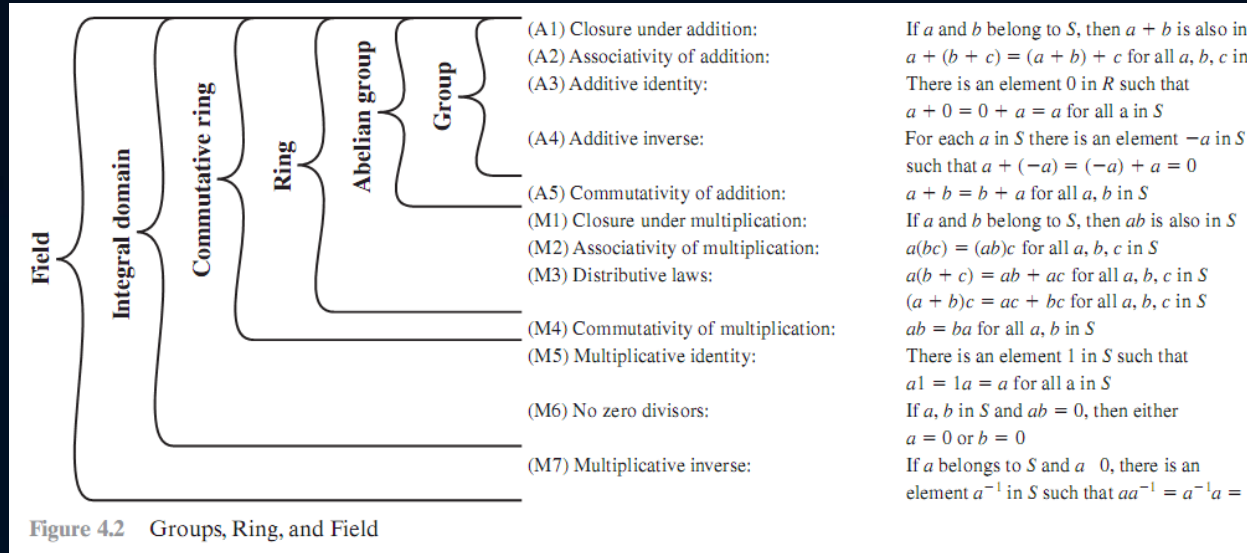 Field
Integral domain
Commutative ring
Ring
Abelian group
Group
(A1) Closure under addition: If a and b belong to S, then a + b is also in
(A2) Associativity of addition: a + (b + c) = (a + b) + c for all a, b, c in
(A3) Additive identity: There is an element 0 in R such that
a + 0 = 0 + a = a for all a in S
(A4) Additive inverse: For each a in S there is an element −a in S
such that a + (−a) = (−a) + a = 0
(A5) Commutativity of addition: a + b = b + a for all a, b in S
(M1) Closure under multiplication: If a and b belong to S, then ab is also in S
(M2) Associativity of multiplication: a(bc) = (ab)c for all a, b, c in S
(M3) Distributive laws: a(b + c) = ab + ac for all a, b, c in S
(a + b)c = ac + bc for all a, b, c in S
(M4) Commutativity of multiplication: ab = ba for all a, b in S
(M5) Multiplicative identity: There is an element 1 in S such that
a1 = 1a = a for all a in S
(M6) No zero divisors: If a, b in S and ab = 0, then either
a = 0 or b = 0
(M7) Multiplicative inverse: If a belongs to S and a 0, there is an
element a⁻¹ in S such that aa⁻¹ = a⁻¹a =
Figure 4.2 Groups, Ring, and Field